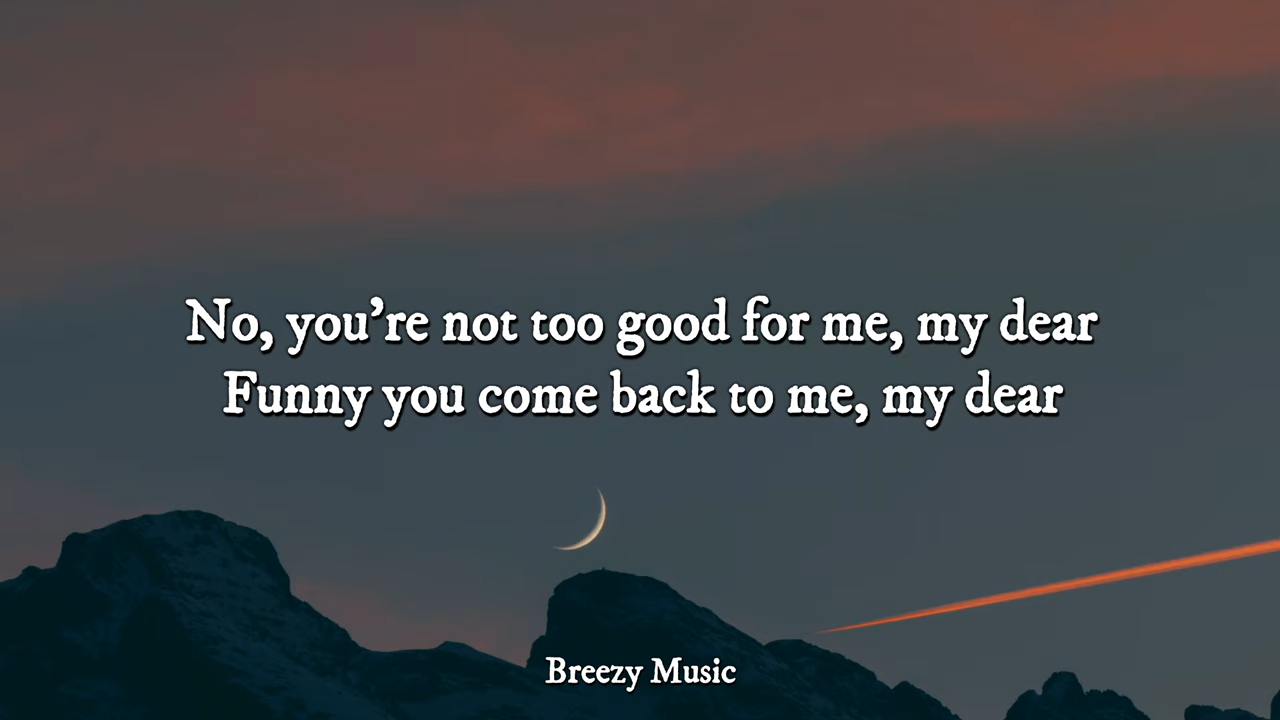 No, you’re not too good for me, my dear
Funny you come back to me, my dear
Breezy Music